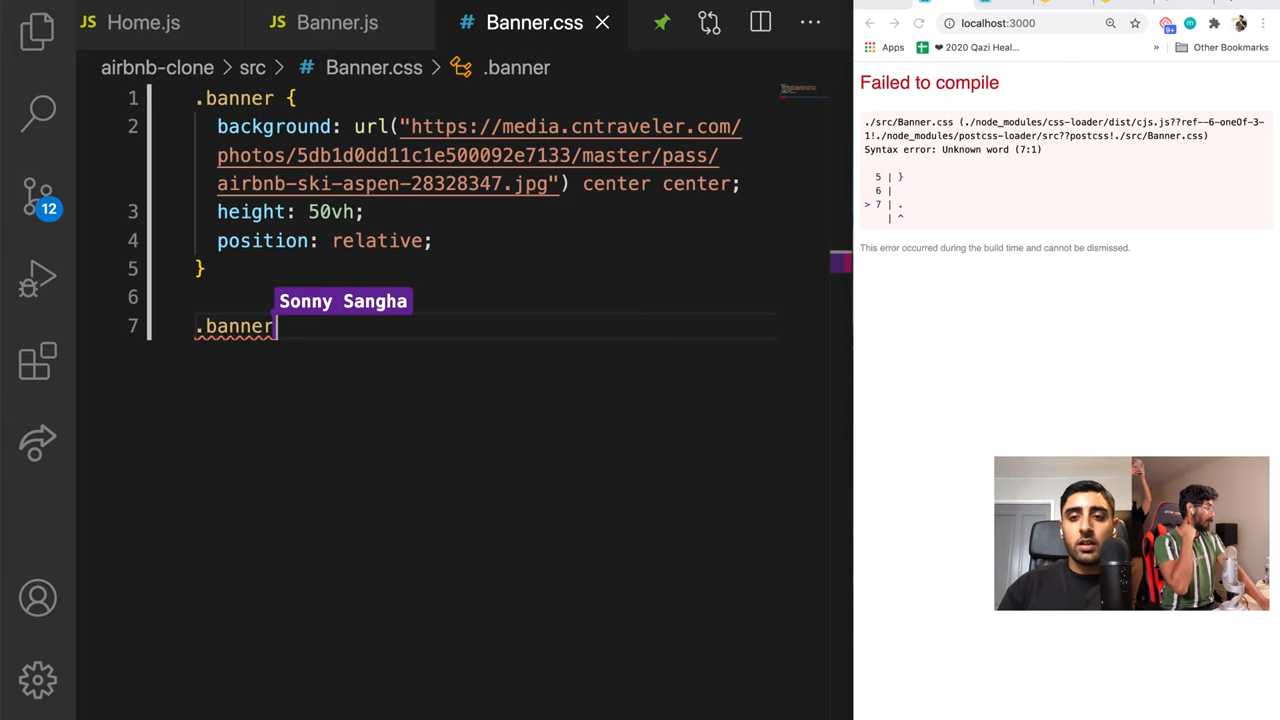 Home.js
Banner.js
Banner.css
airbnb-clone > src > # Banner.css > .banner
1 .banner {
2 background: url("https://media.cntraveler.com/
photos/5db1d0dd11c1e500092e7133/master/pass/
airbnb-ski-aspen-28328347.jpg") center center;
3 height: 50vh;
4 position: relative;
5 }
6
Sonny Sangha
7 .banner
12
localhost:3000
9+
m
Apps
❤ 2020 Qazi Heal...
»
Other Bookmarks
Failed to compile
./src/Banner.css (./node_modules/css-loader/dist/cjs.js??ref--6-oneOf-3-
1!./node_modules/postcss-loader/src??postcss!./src/Banner.css)
Syntax error: Unknown word (7:1)
5 | }
6 |
> 7 | .
| ^
This error occurred during the build time and cannot be dismissed.